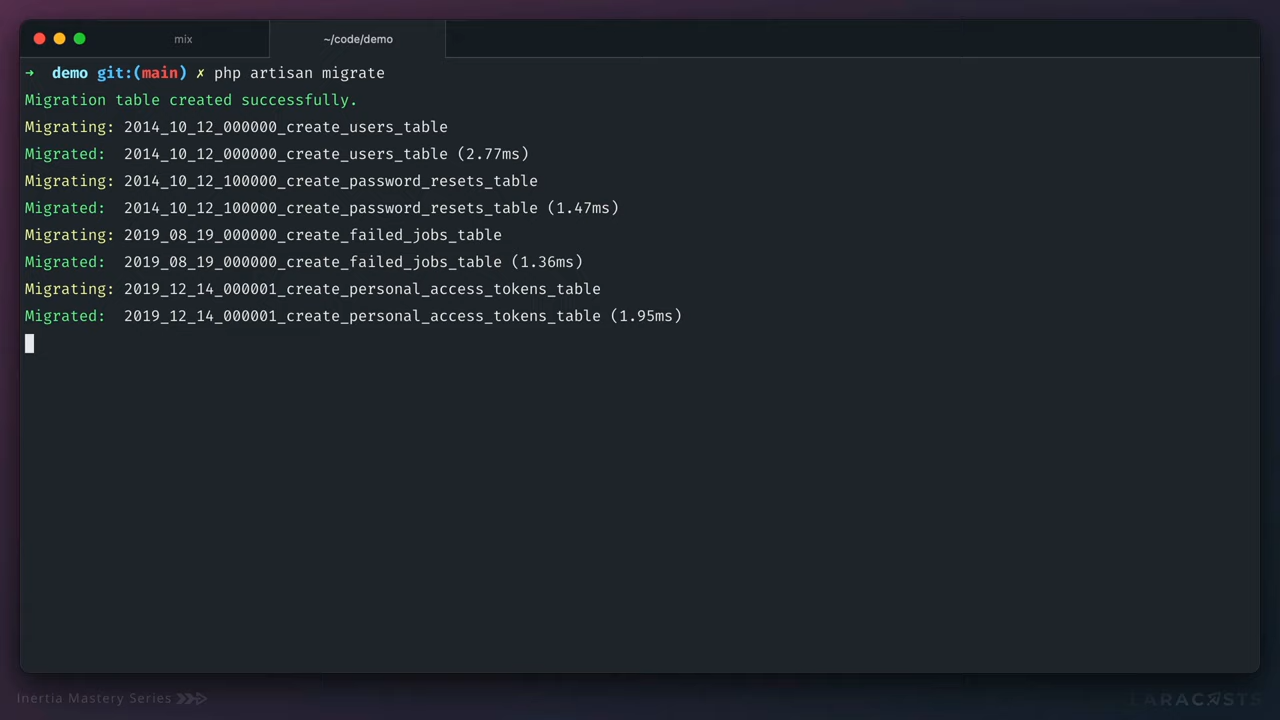 mix
~/code/demo
→ demo git:(main) ✗ php artisan migrate
Migration table created successfully.
Migrating: 2014_10_12_000000_create_users_table
Migrated:  2014_10_12_000000_create_users_table (2.77ms)
Migrating: 2014_10_12_100000_create_password_resets_table
Migrated:  2014_10_12_100000_create_password_resets_table (1.47ms)
Migrating: 2019_08_19_000000_create_failed_jobs_table
Migrated:  2019_08_19_000000_create_failed_jobs_table (1.36ms)
Migrating: 2019_12_14_000001_create_personal_access_tokens_table
Migrated:  2019_12_14_000001_create_personal_access_tokens_table (1.95ms)
Inertia Mastery Series
LARACASTS